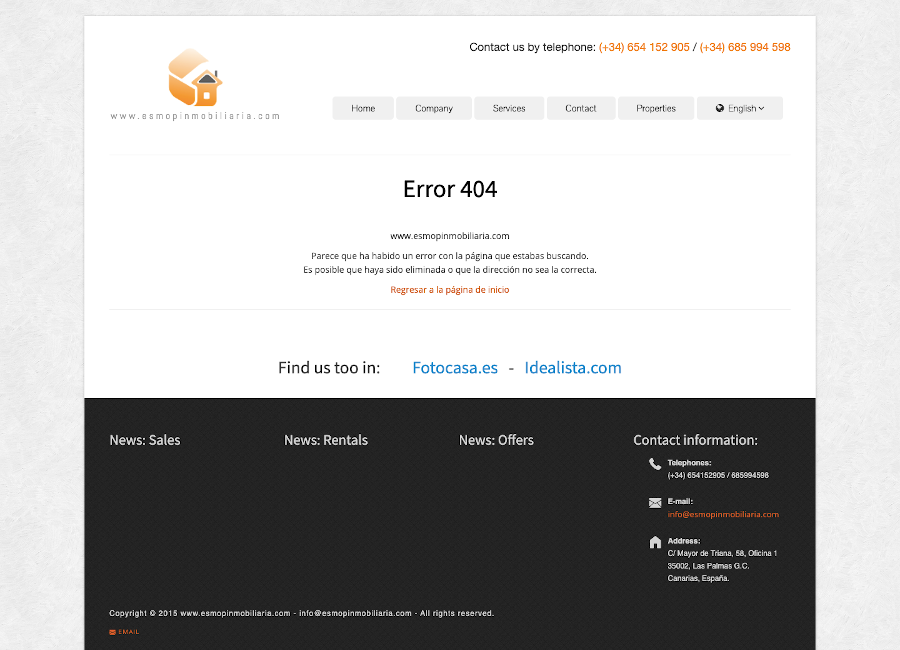 Contact us by telephone: (+34) 654 152 905 / (+34) 685 994 598
www.esmopinmobiliaria.com
Home
Company
Services
Contact
Properties
English
Error 404
www.esmopinmobiliaria.com
Parece que ha habido un error con la página que estabas buscando.
Es posible que haya sido eliminada o que la dirección no sea la correcta.
Regresar a la página de inicio
Find us too in: Fotocasa.es - Idealista.com
News: Sales
News: Rentals
News: Offers
Contact information:
Telephones:
(+34) 654152905 / 685994598
E-mail:
info@esmopinmobiliaria.com
Address:
C/ Mayor de Triana, 58, Oficina 1
35002, Las Palmas G.C.
Canarias, España.
Copyright © 2015 www.esmopinmobiliaria.com - info@esmopinmobiliaria.com - All rights reserved.
EMAIL